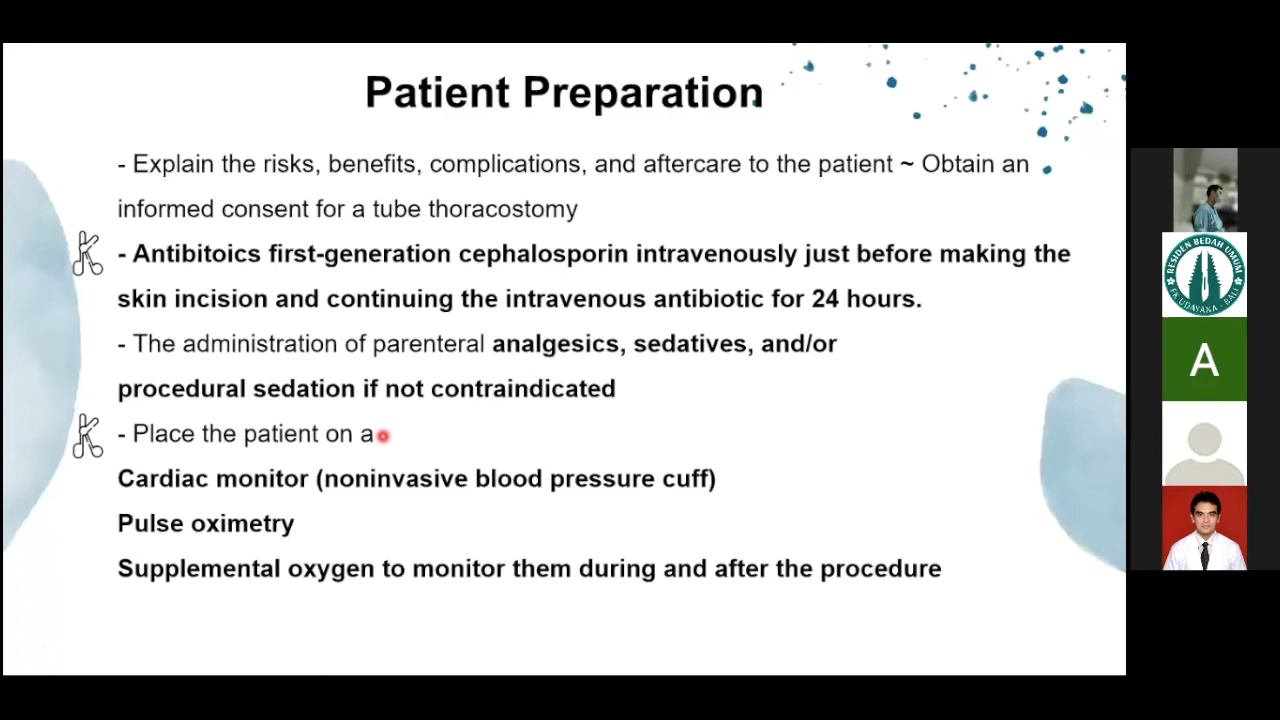 Patient Preparation
- Explain the risks, benefits, complications, and aftercare to the patient ~ Obtain an
informed consent for a tube thoracostomy
- Antibitoics first-generation cephalosporin intravenously just before making the
skin incision and continuing the intravenous antibiotic for 24 hours.
- The administration of parenteral analgesics, sedatives, and/or
procedural sedation if not contraindicated
- Place the patient on a
Cardiac monitor (noninvasive blood pressure cuff)
Pulse oximetry
Supplemental oxygen to monitor them during and after the procedure
RESIDEN BEDAH UMUM
FK UDAYANA - BALI
A